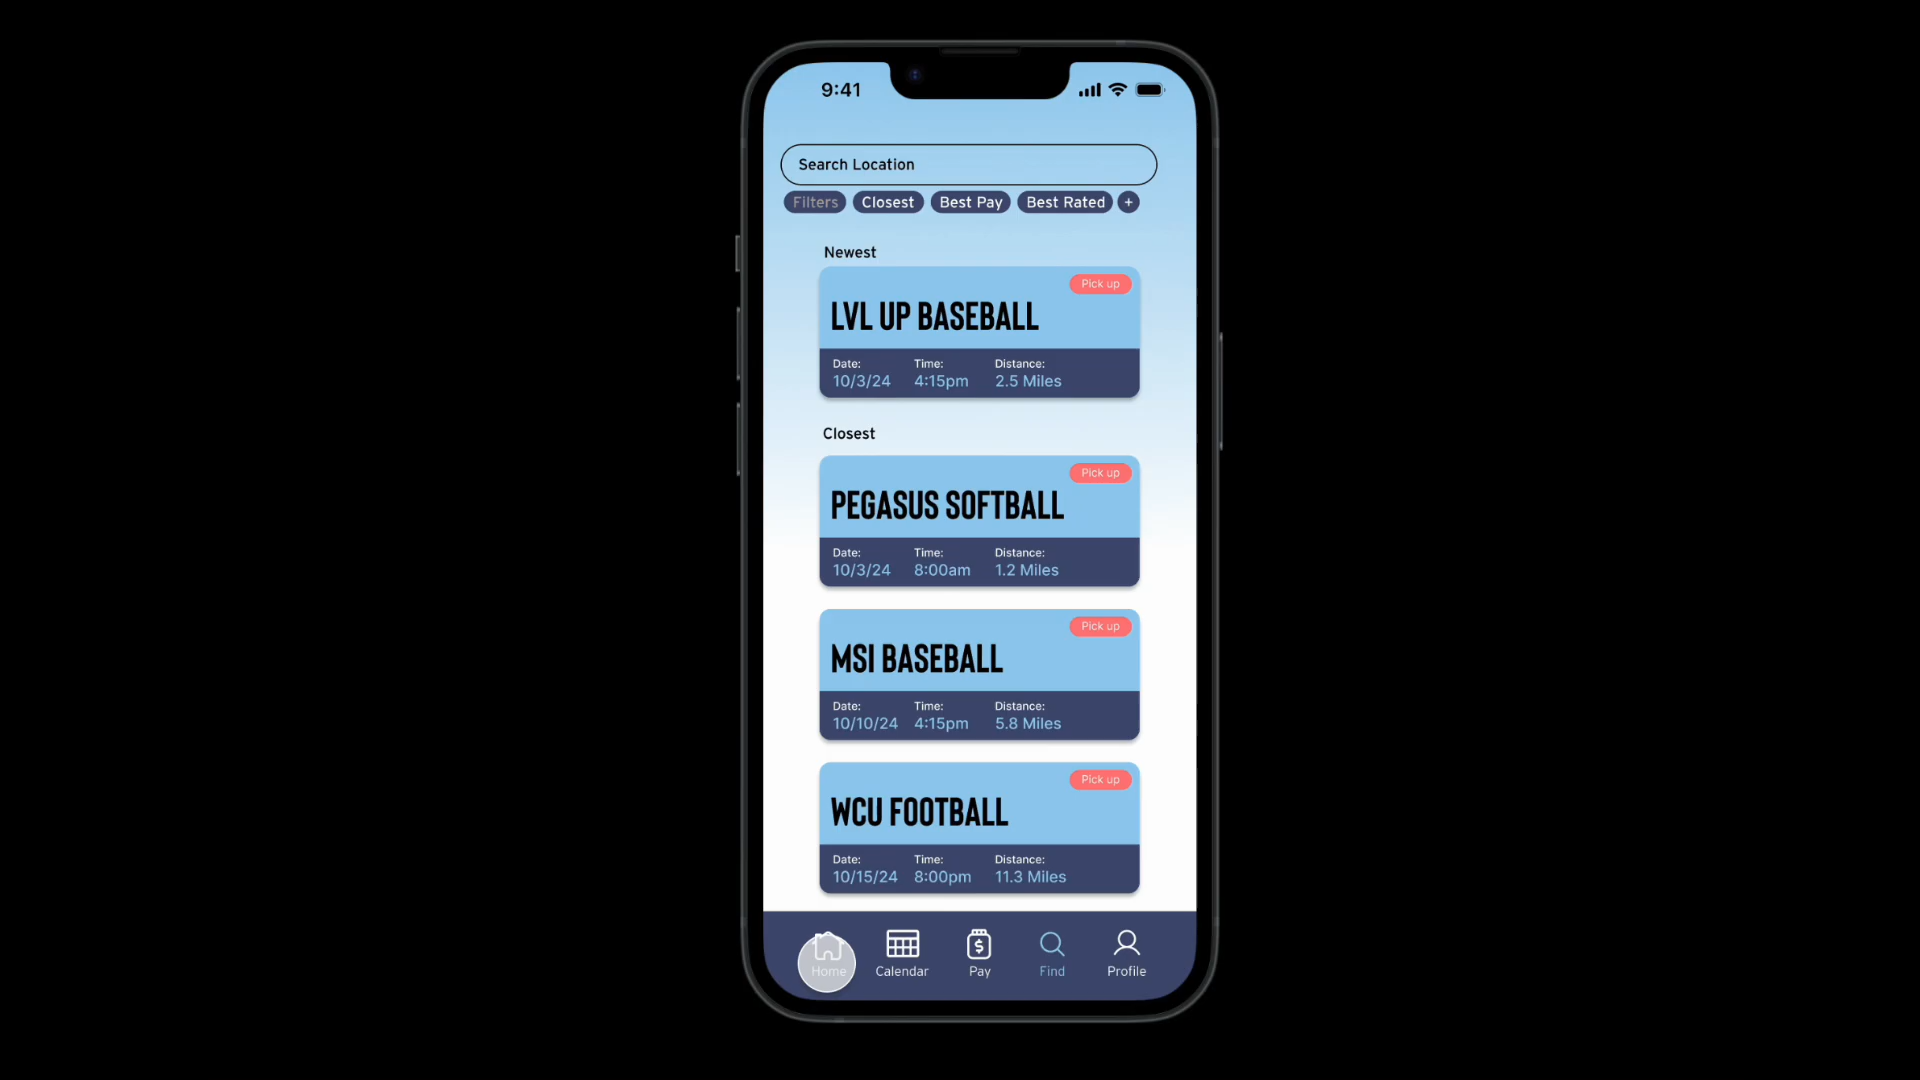 9:41
Search Location
Filters Closest Best Pay Best Rated +
Newest
Pick up
LVL UP BASEBALL
Date: Time: Distance:
10/3/24 4:15pm 2.5 Miles
Closest
Pick up
PEGASUS SOFTBALL
Date: Time: Distance:
10/3/24 8:00am 1.2 Miles
Pick up
MSI BASEBALL
Date: Time: Distance:
10/10/24 4:15pm 5.8 Miles
Pick up
WCU FOOTBALL
Date: Time: Distance:
10/15/24 8:00pm 11.3 Miles
$
Home Calendar Pay Find Profile